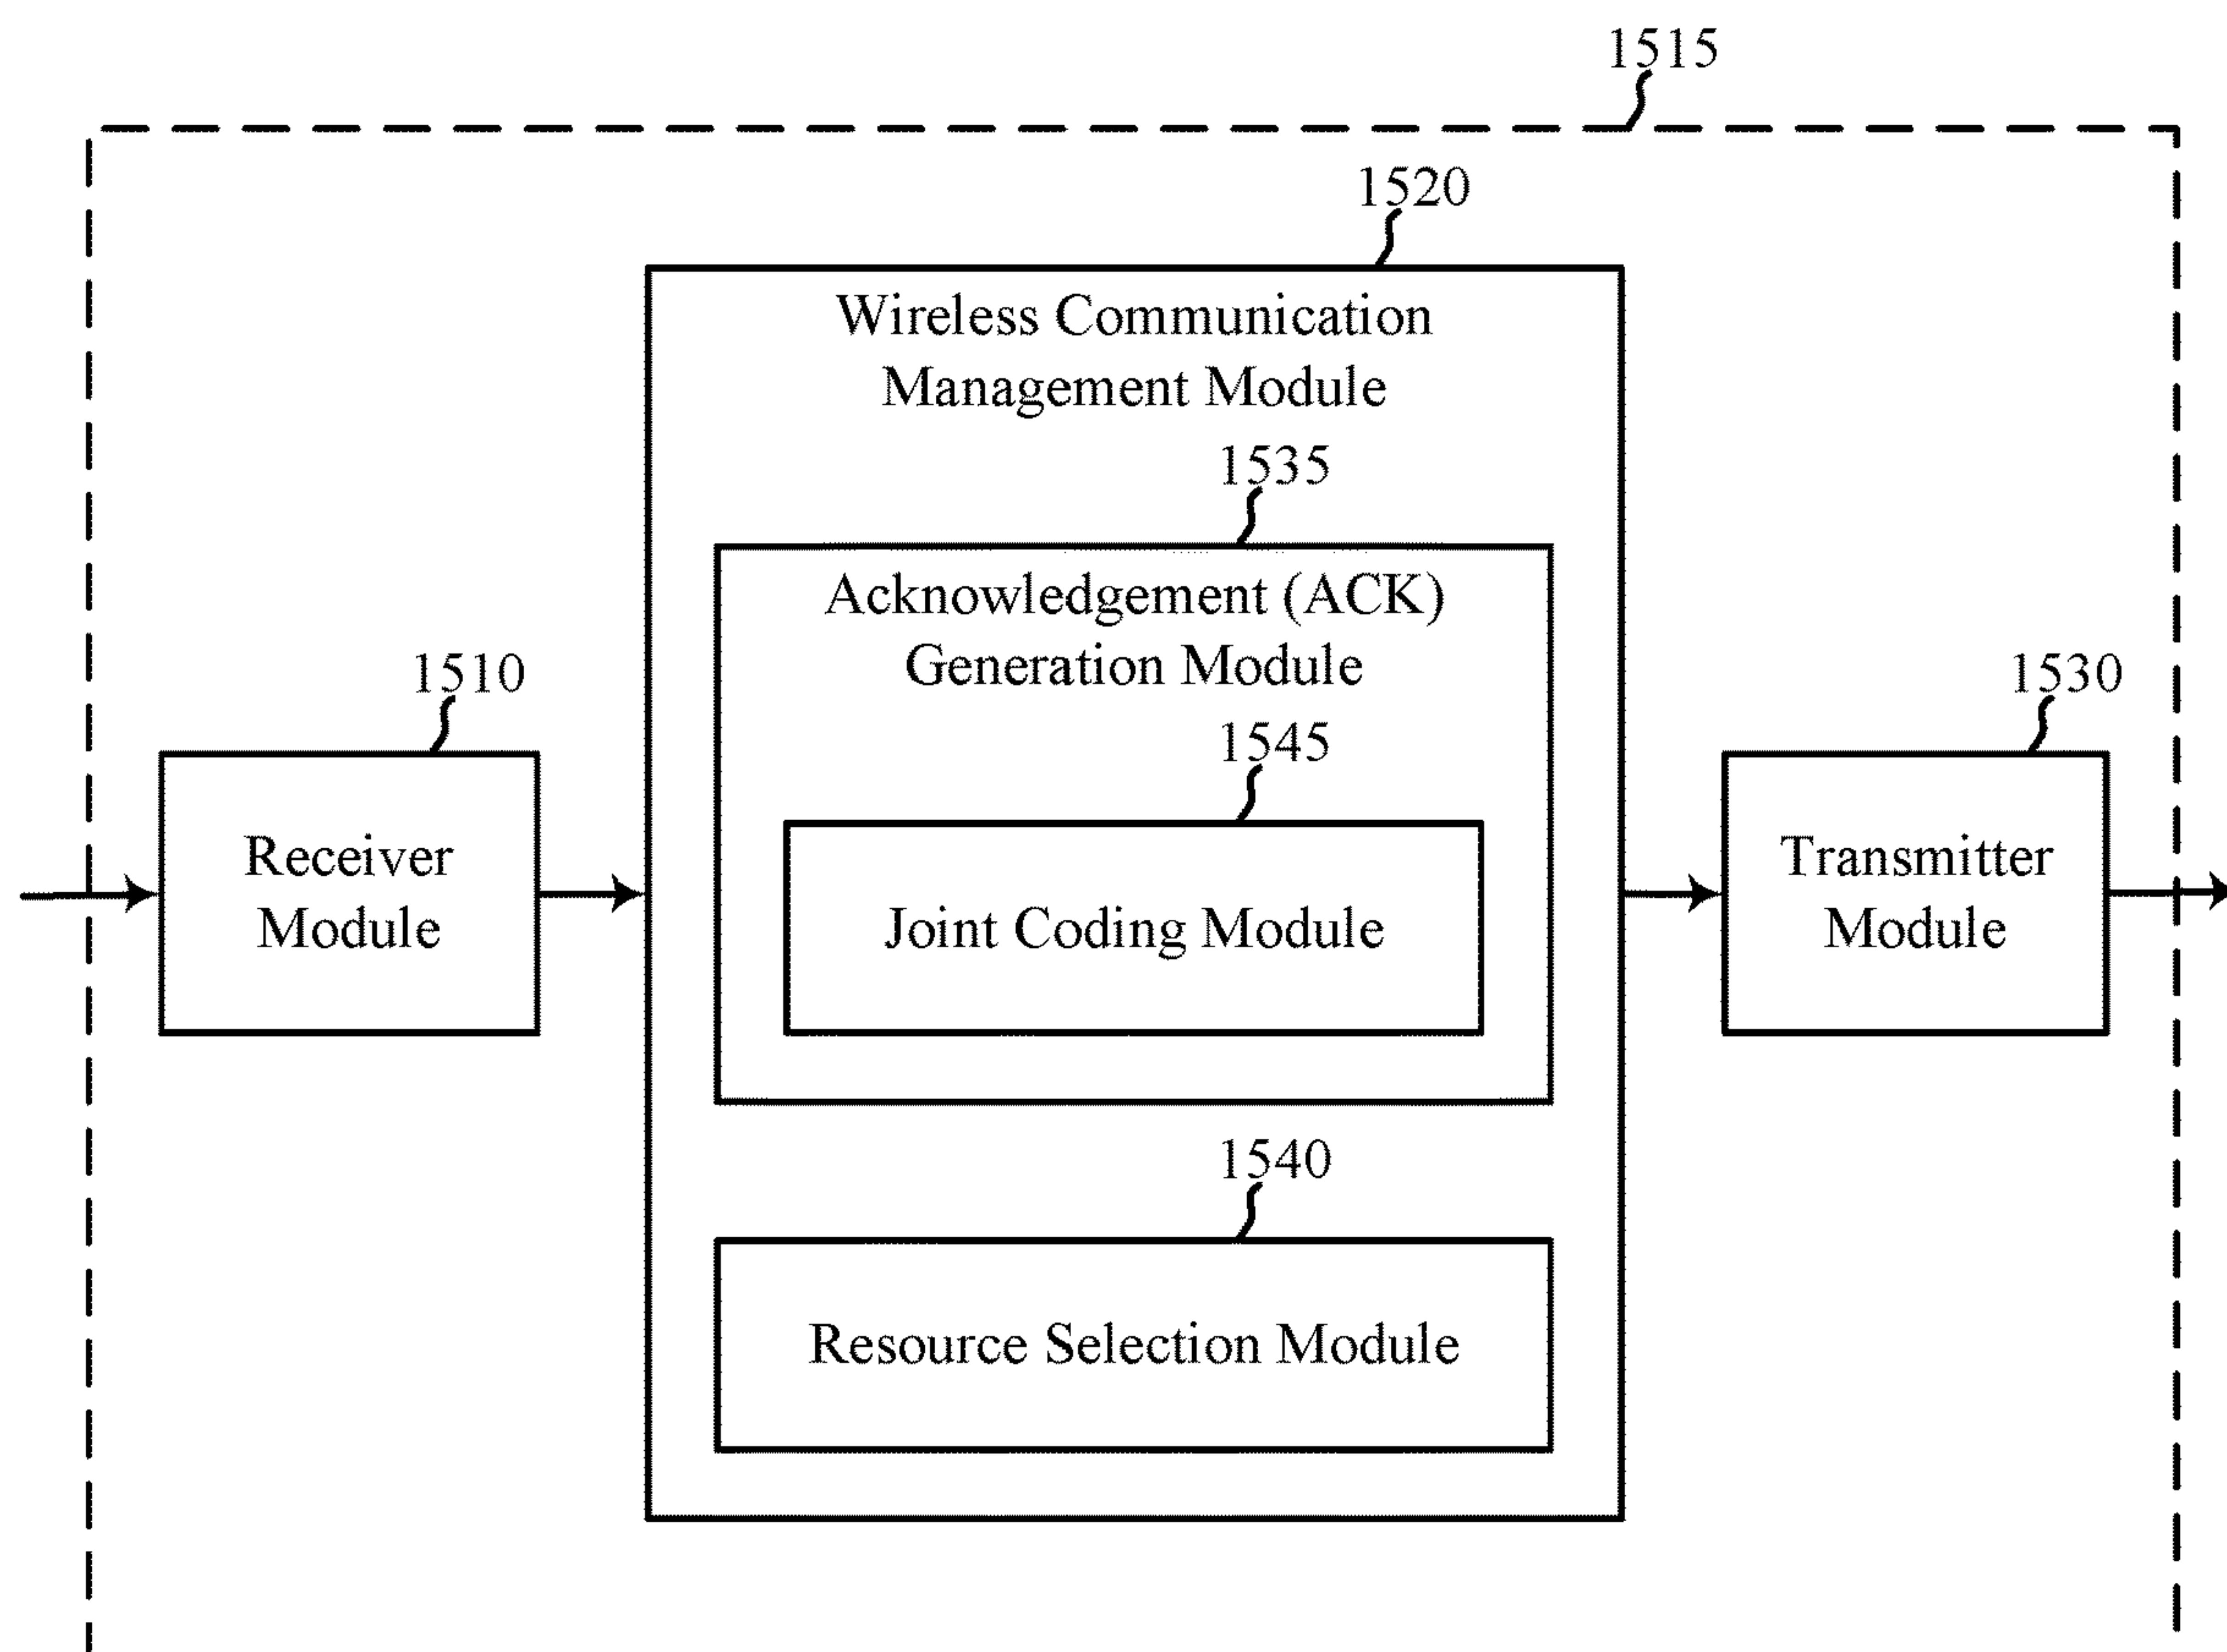 1515
1520
Wireless Communication
Management Module
1535
Acknowledgement (ACK)
Generation Module
1510
1530
1545
Receiver
Module
Joint Coding Module
Transmitter
Module
1540
Resource Selection Module